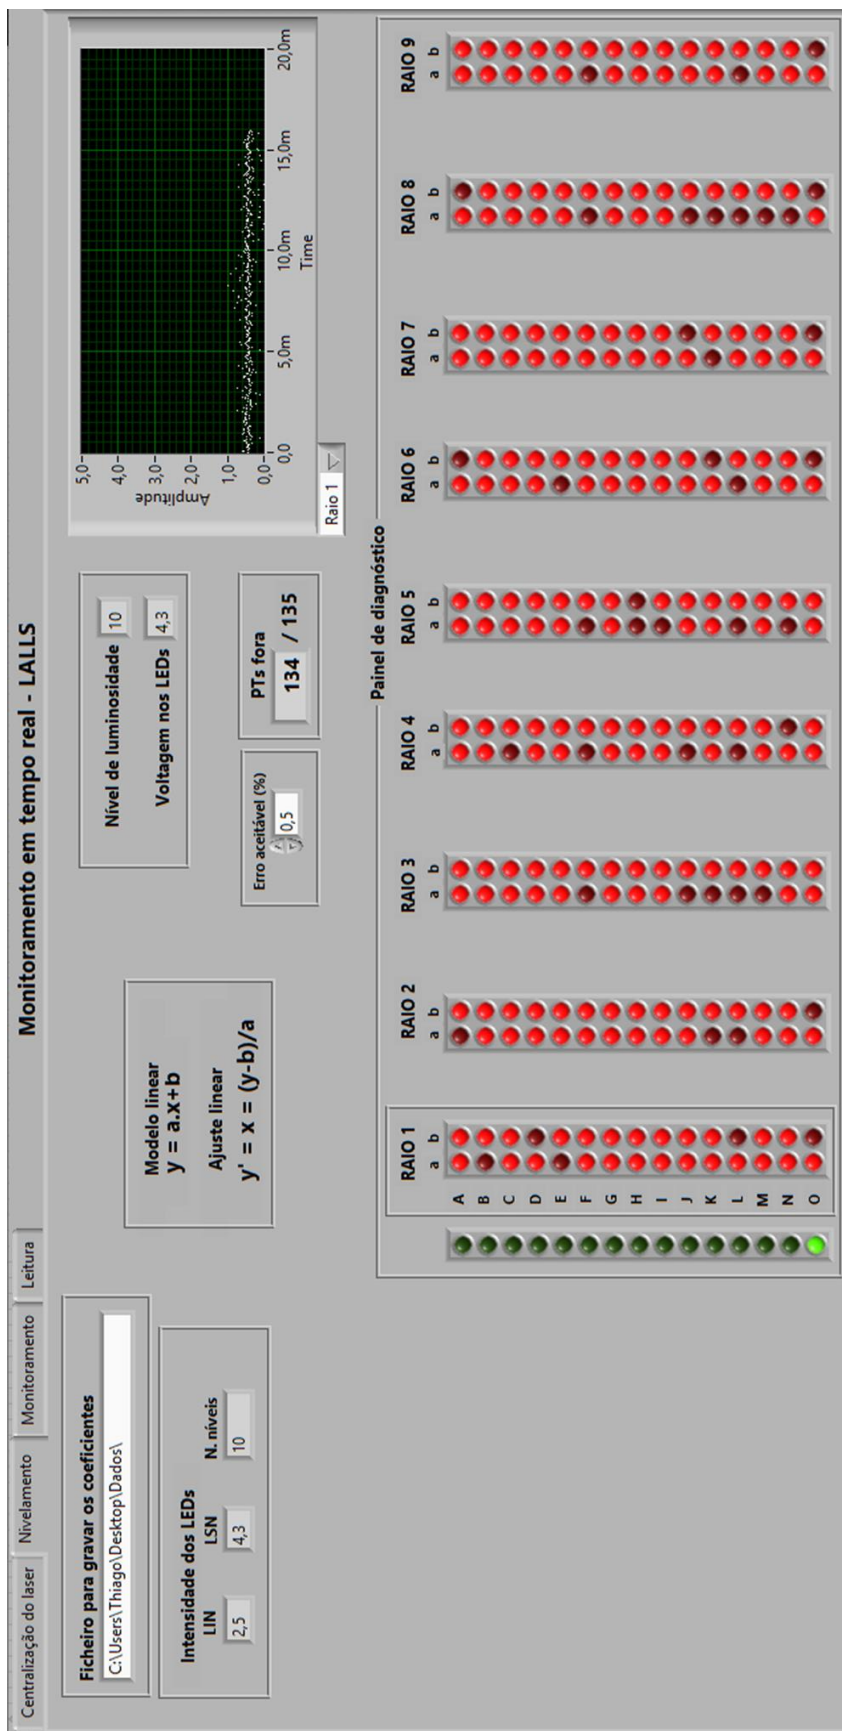 Monitoramento em tempo real - LALLS
Centralização do laser
Nivelamento
Monitoramento
Leitura
Ficheiro para gravar os coeficientes
C:\Users\Thiago\Desktop\Dados\
Intensidade dos LEDs
LIN LSN N. níveis
2,5 4,3 10
Modelo linear
y = a.x+b
Ajuste linear
y' = x = (y-b)/a
Nível de luminosidade 10
Voltagem nos LEDs 4,3
Erro aceitável (%)
0,5
PTs fora
134 / 135
Amplitude
5,0
4,0
3,0
2,0
1,0
0,0
0,0 5,0m 10,0m 15,0m 20,0m
Time
Raio 1
Painel de diagnóstico
RAIO 1 RAIO 2 RAIO 3 RAIO 4 RAIO 5 RAIO 6 RAIO 7 RAIO 8 RAIO 9
a b a b a b a b a b a b a b a b a b
A
B
C
D
E
F
G
H
I
J
K
L
M
N
O